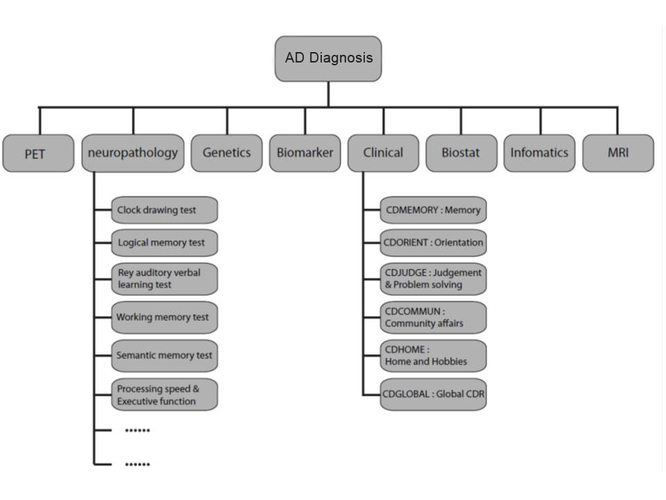 AD Diagnosis
PET
neuropathology
Genetics
Biomarker
Clinical
Biostat
Infomatics
MRI
Clock drawing test
Logical memory test
Rey auditory verbal
learning test
Working memory test
Semantic memory test
Processing speed &
Executive function
......
......
CDMEMORY : Memory
CDORIENT : Orientation
CDJUDGE : Judgement
& Problem solving
CDCOMMUN :
Community affairs
CDHOME :
Home and Hobbies
CDGLOBAL : Global CDR